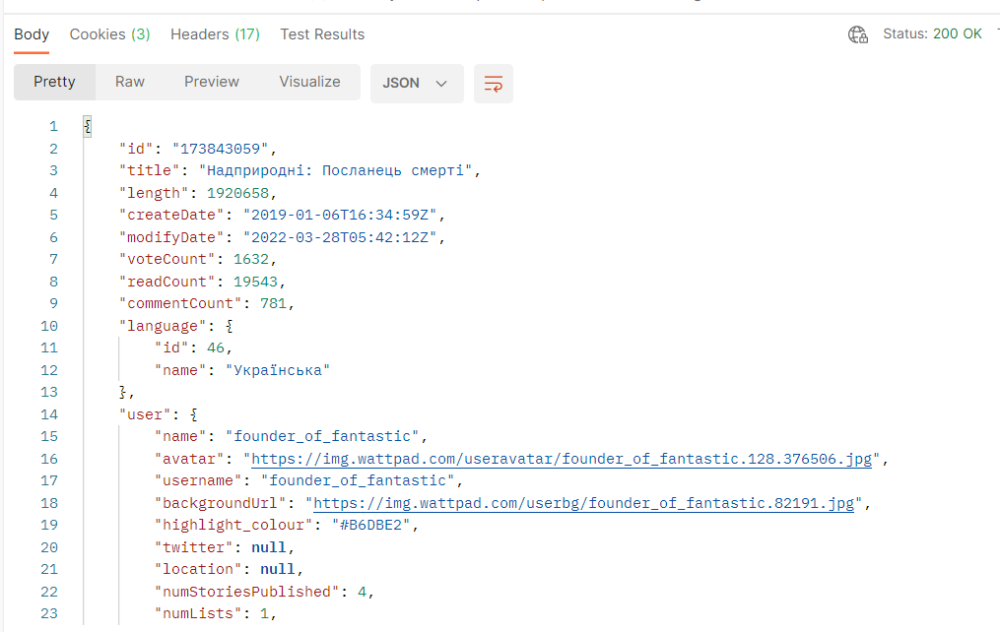 Body Cookies (3) Headers (17) Test Results Status: 200 OK
Pretty Raw Preview Visualize JSON
1 {
2 "id": "173843059",
3 "title": "Надприродні: Посланець смерті",
4 "length": 1920658,
5 "createDate": "2019-01-06T16:34:59Z",
6 "modifyDate": "2022-03-28T05:42:12Z",
7 "voteCount": 1632,
8 "readCount": 19543,
9 "commentCount": 781,
10 "language": {
11 "id": 46,
12 "name": "Українська"
13 },
14 "user": {
15 "name": "founder_of_fantastic",
16 "avatar": "https://img.wattpad.com/useravatar/founder_of_fantastic.128.376506.jpg",
17 "username": "founder_of_fantastic",
18 "backgroundUrl": "https://img.wattpad.com/userbg/founder_of_fantastic.82191.jpg",
19 "highlight_colour": "#B6DBE2",
20 "twitter": null,
21 "location": null,
22 "numStoriesPublished": 4,
23 "numLists": 1,